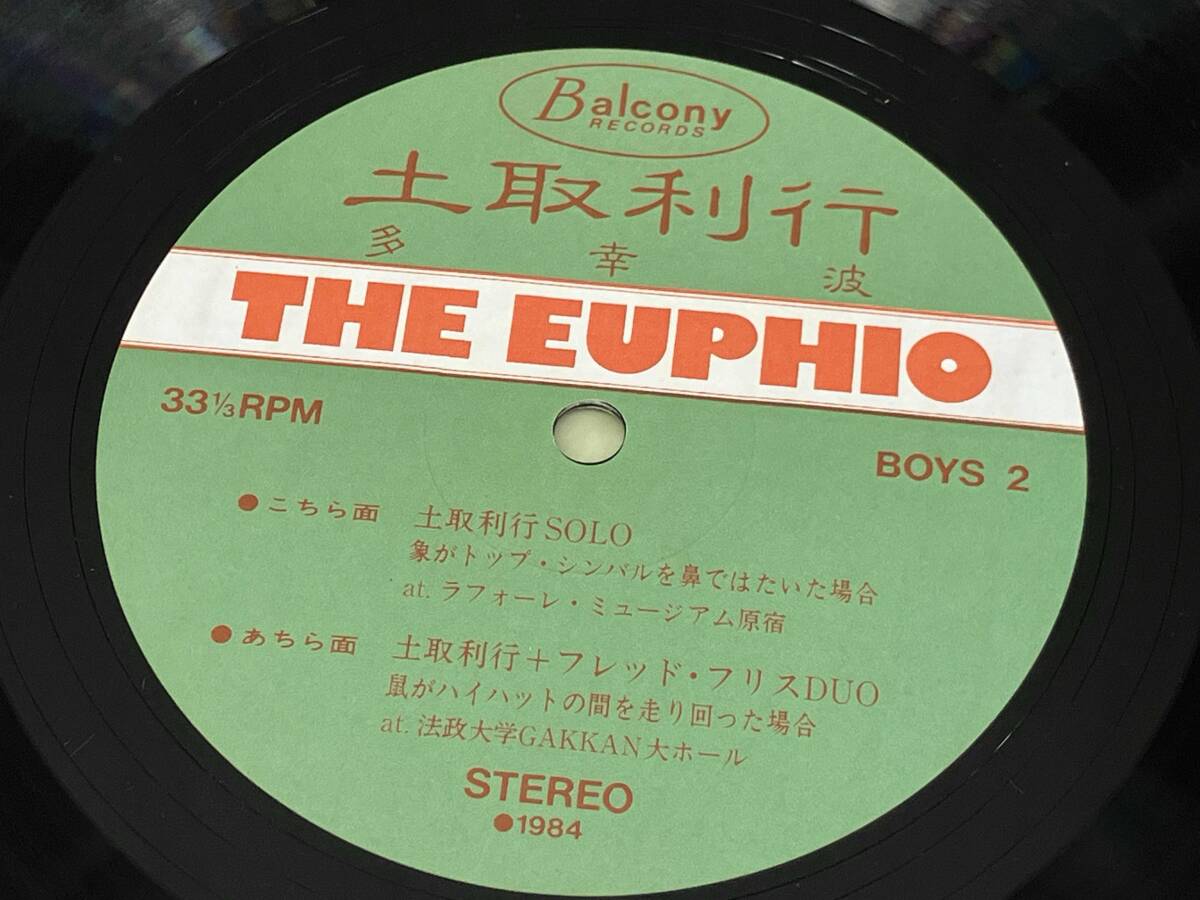 Balcony
RECORDS
土取利行
多幸波
THE EUPHIO
33 1/3 RPM
BOYS 2
●こちら面 土取利行SOLO
象がトップ・シンバルを鼻ではたいた場合
at. ラフォーレ・ミュージアム原宿
●あちら面 土取利行+フレッド・フリスDUO
鼠がハイハットの間を走り回った場合
at. 法政大学GAKKAN大ホール
STEREO
●1984